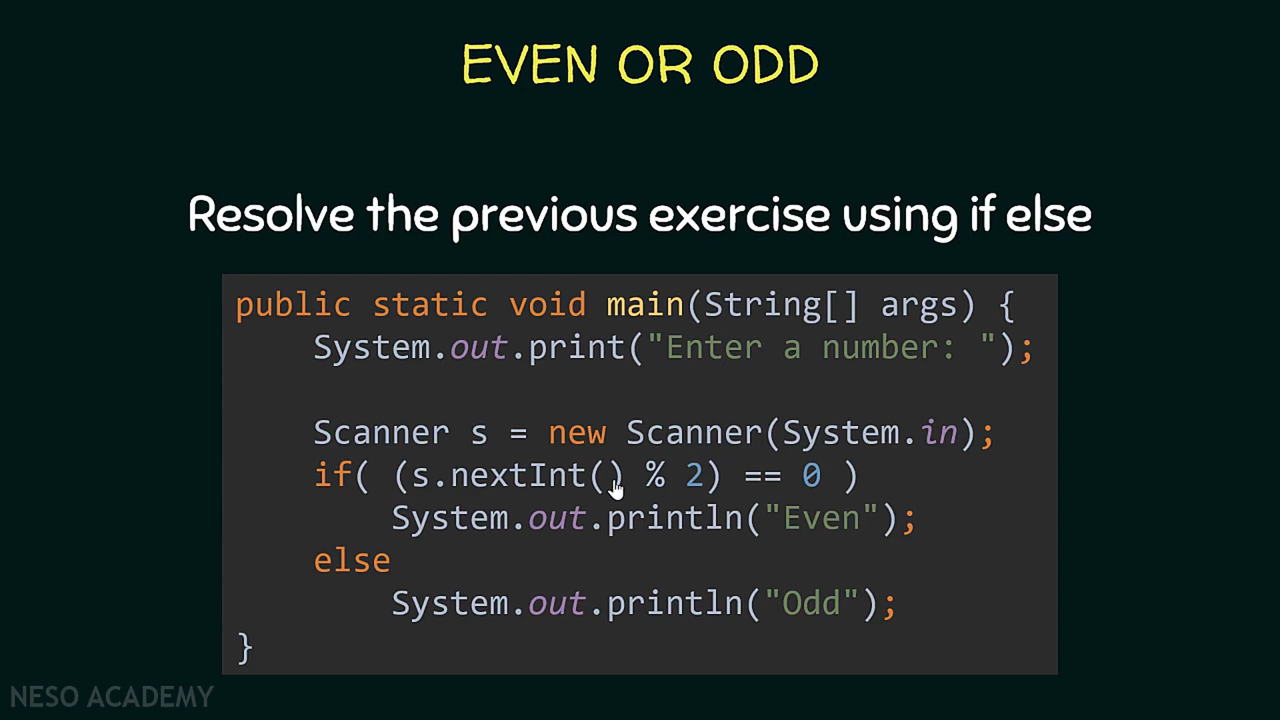 EVEN OR ODD
Resolve the previous exercise using if else
public static void main(String[] args) {
    System.out.print("Enter a number: ");
    Scanner s = new Scanner(System.in);
    if( (s.nextInt() % 2) == 0 )
        System.out.println("Even");
    else
        System.out.println("Odd");
}
NESO ACADEMY